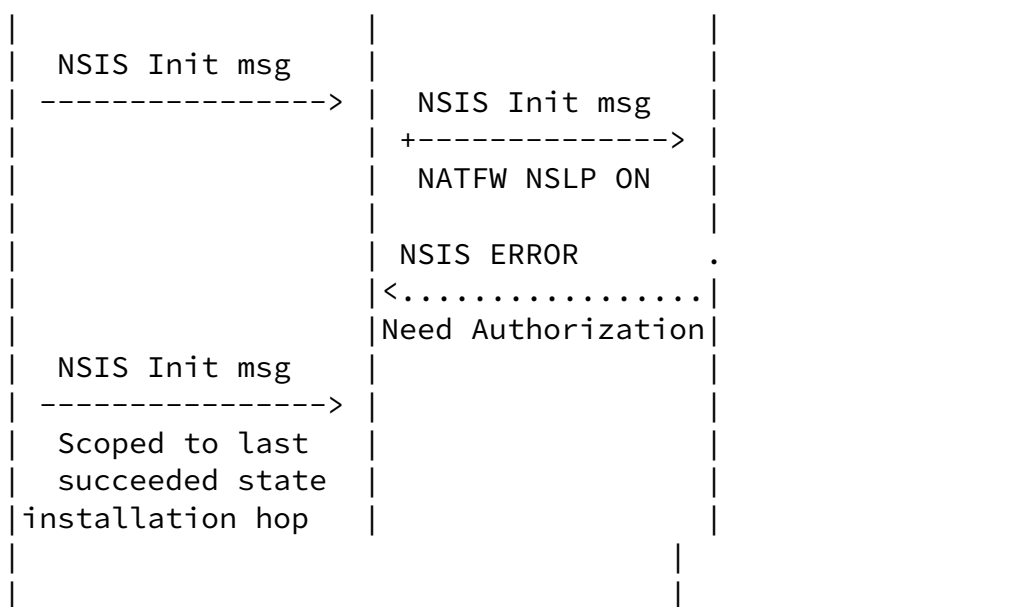 |                   |                  |
|  NSIS Init msg    |                  |
| ----------------> |  NSIS Init msg   |
|                   | +--------------> |
|                   |  NATFW NSLP ON   |
|                   |                  |
|                   | NSIS ERROR       .
|                   |<.................|
|                   |Need Authorization|
|  NSIS Init msg    |                  |
| ----------------> |                  |
|  Scoped to last   |                  |
|  succeeded state  |                  |
|installation hop   |                  |
|                                    |
|                                    |